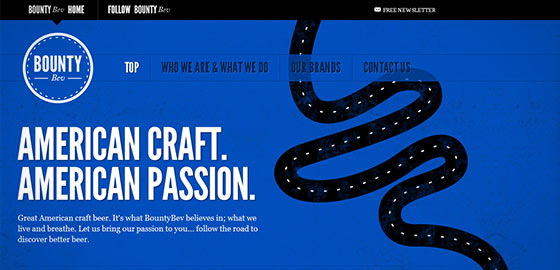 BOUNTY Bev HOME
FOLLOW BOUNTY Bev
FREE NEWSLETTER
BOUNTY
Bev
TOP
WHO WE ARE & WHAT WE DO
OUR BRANDS
CONTACT US
AMERICAN CRAFT.
AMERICAN PASSION.
Great American craft beer. It's what BountyBev believes in; what we
live and breathe. Let us bring our passion to you... follow the road to
discover better beer.